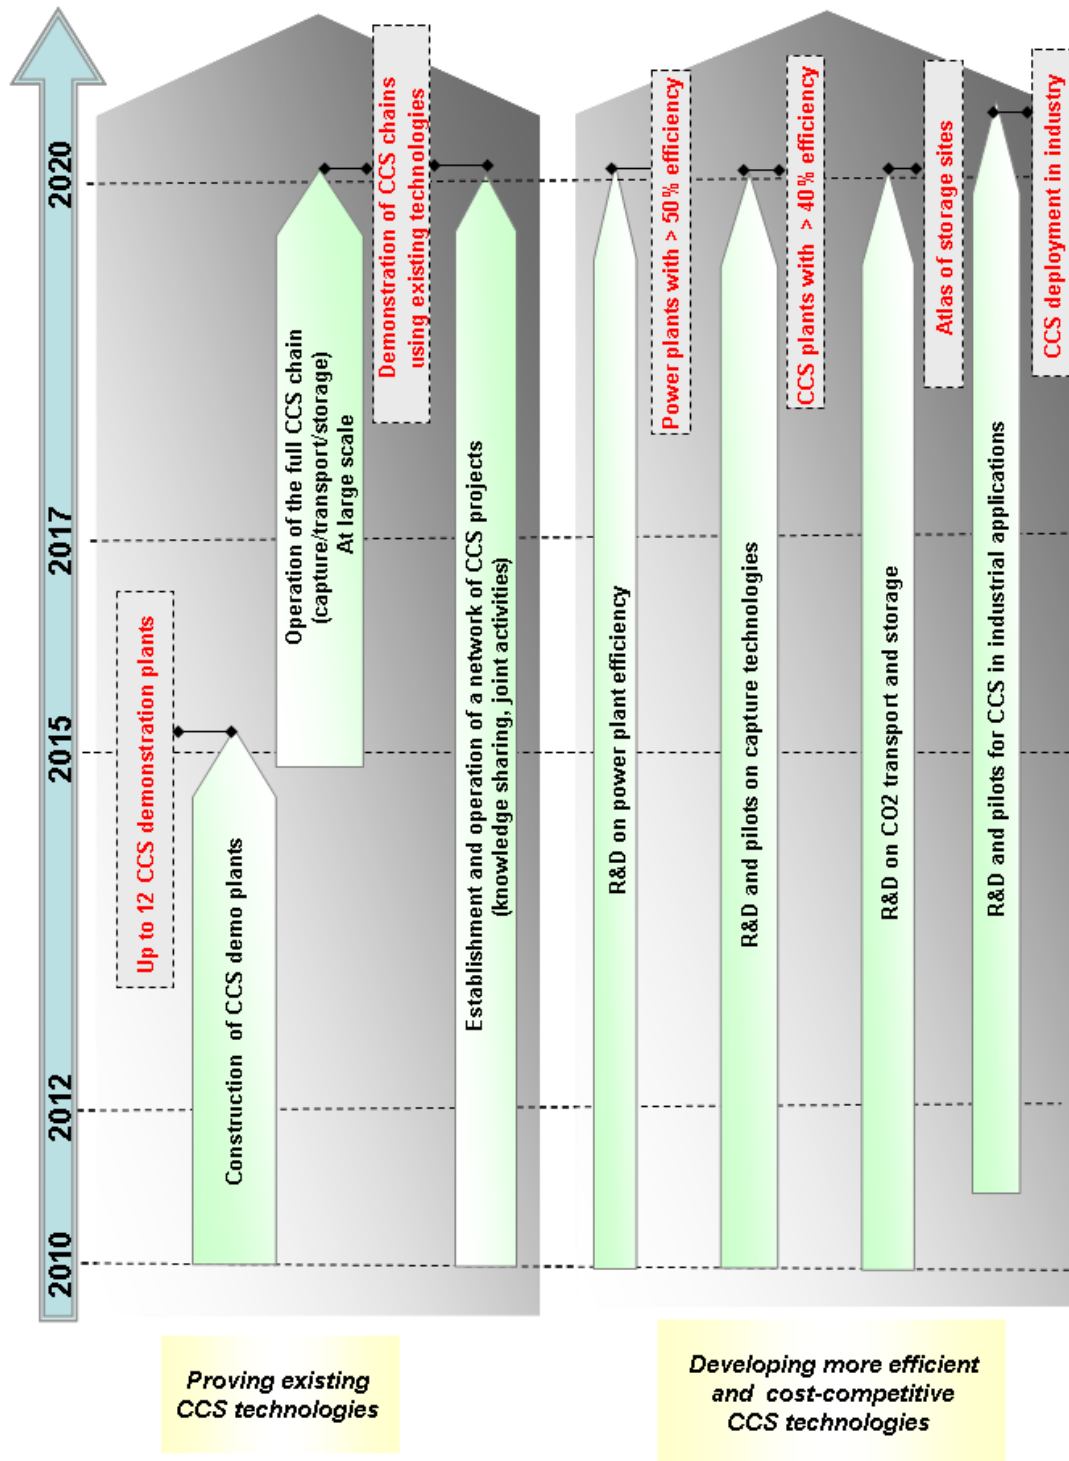 2020
2017
2015
2012
2010
Up to 12 CCS demonstration plants
Construction of CCS demo plants
Operation of the full CCS chain
(capture/transport/storage)
At large scale
Demonstration of CCS chains
using existing technologies
Establishment and operation of a network of CCS projects
(knowledge sharing, joint activities)
R&D on power plant efficiency
Power plants with > 50% efficiency
R&D and pilots on capture technologies
CCS plants with > 40% efficiency
R&D on CO2 transport and storage
Atlas of storage sites
R&D and pilots for CCS in industrial applications
CCS deployment in industry
Proving existing
CCS technologies
Developing more efficient
and cost-competitive
CCS technologies